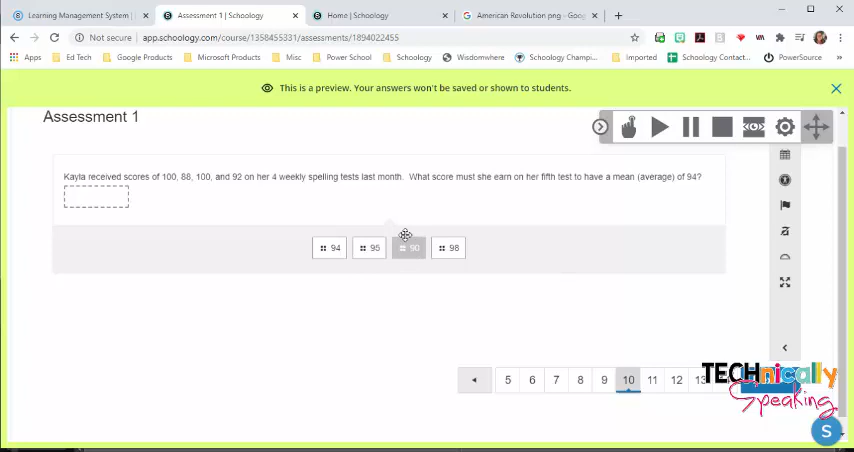 Learning Management System |
Assessment 1 | Schoology
Home | Schoology
American Revolution png - Goog
Not secure | app.schoology.com/course/1358455331/assessments/1894022455
Apps
Ed Tech
Google Products
Microsoft Products
Misc
Power School
Schoology
Wisdomwhere
Schoology Champi...
Imported
Schoology Contact...
PowerSource
This is a preview. Your answers won't be saved or shown to students.
Assessment 1
Kayla received scores of 100, 88, 100, and 92 on her 4 weekly spelling tests last month. What score must she earn on her fifth test to have a mean (average) of 94?
94
95
90
98
5 6 7 8 9 10 11 12 13
TECHnically
Speaking
S